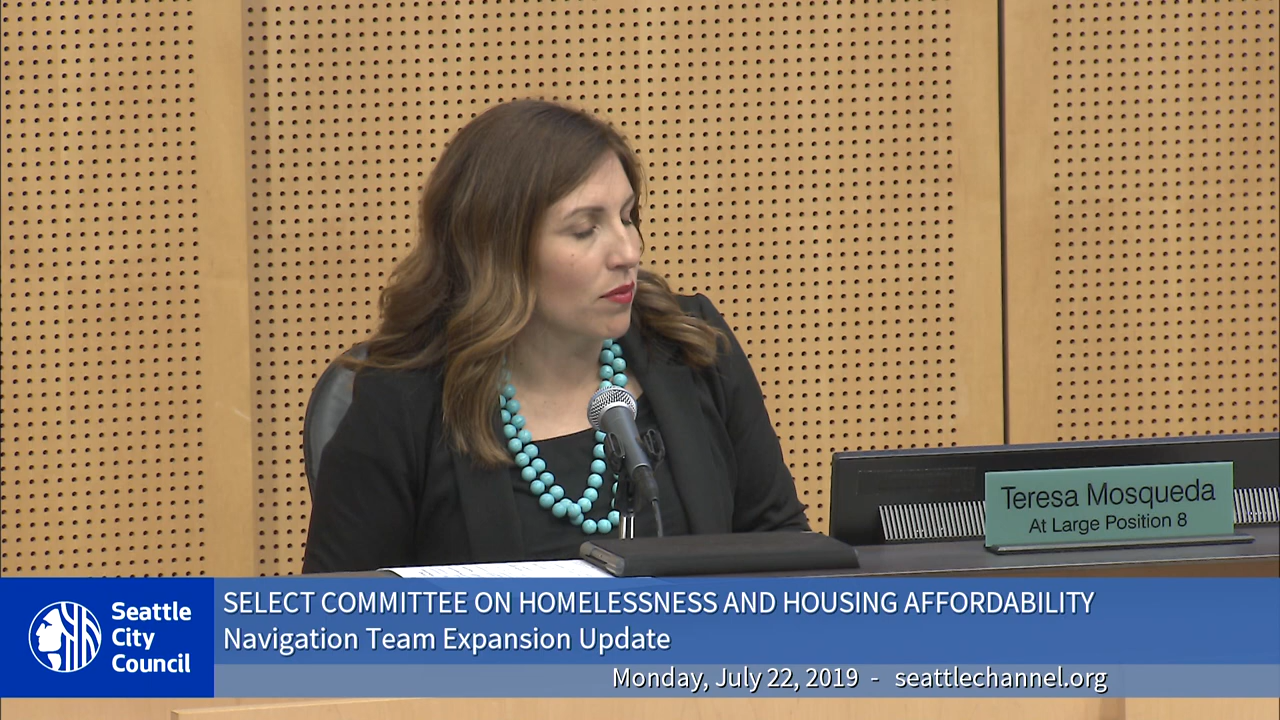 Teresa Mosqueda
At Large Position 8
Seattle
City
Council
SELECT COMMITTEE ON HOMELESSNESS AND HOUSING AFFORDABILITY
Navigation Team Expansion Update
Monday, July 22, 2019 - seattlechannel.org